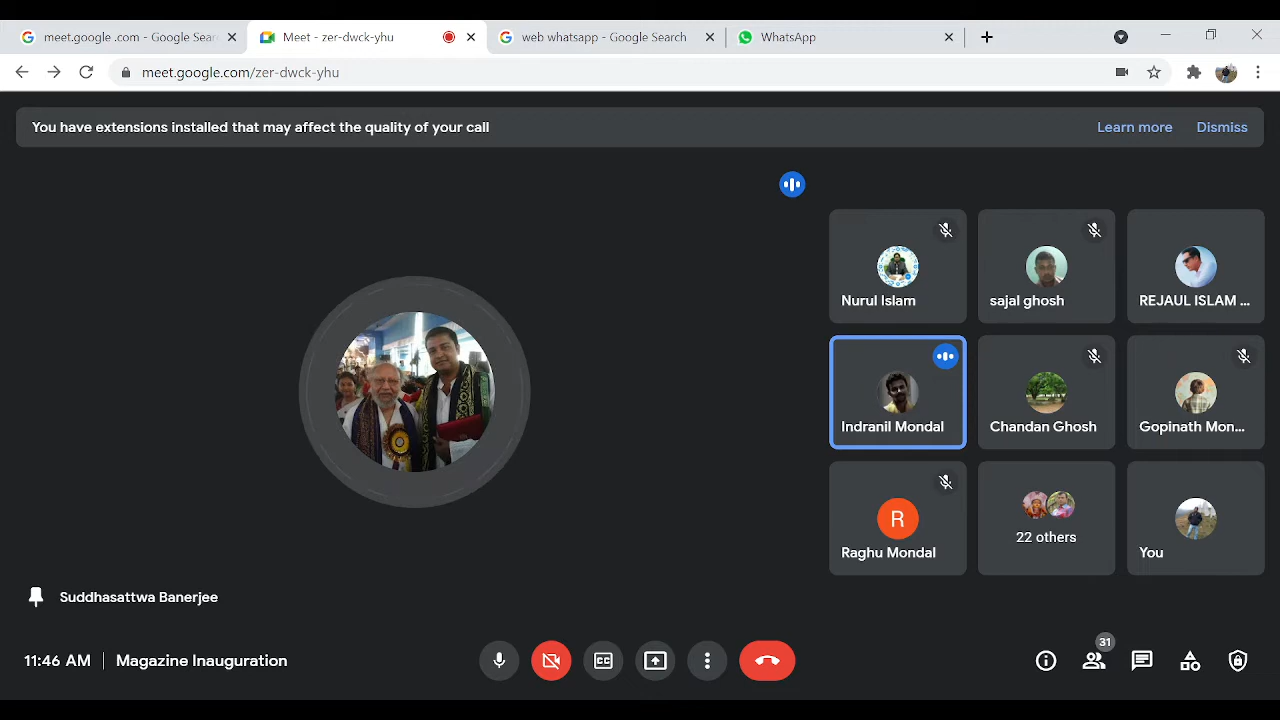 meet.google .com - Google Sear
Meet - zer-dwck-yhu
web whatsapp - Google Search
WhatsApp
meet.google.com/zer-dwck-yhu
You have extensions installed that may affect the quality of your call
Learn more
Dismiss
Nurul Islam
sajal ghosh
REJAUL ISLAM ...
Indranil Mondal
Chandan Ghosh
Gopinath Mon...
R
Raghu Mondal
22 others
You
Suddhasattwa Banerjee
11:46 AM | Magazine Inauguration
CC
31